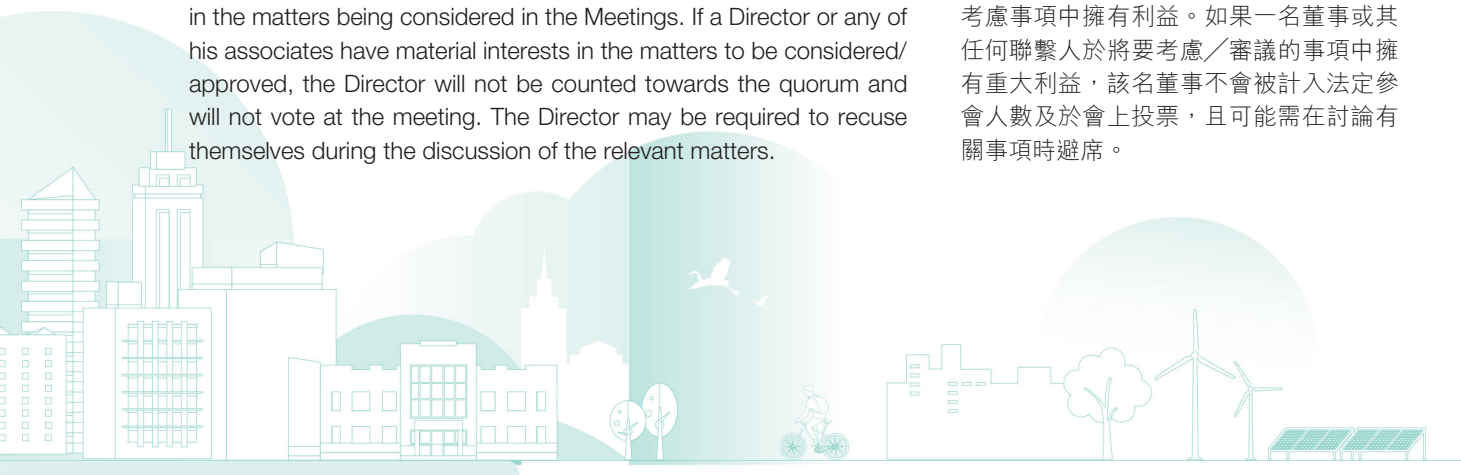 in the matters being considered in the Meetings. If a Director or any of
his associates have material interests in the matters to be considered/
approved, the Director will not be counted towards the quorum and
will not vote at the meeting. The Director may be required to recuse
themselves during the discussion of the relevant matters.
考慮事項中擁有利益。如果一名董事或其
任何聯繫人於將要考慮╱審議的事項中擁
有重大利益，該名董事不會被計入法定參
會人數及於會上投票，且可能需在討論有
關事項時避席。